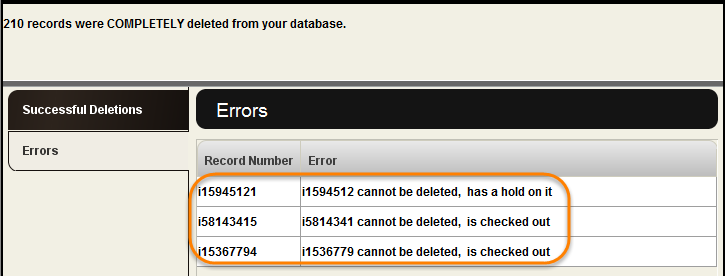 210 records were COMPLETELY deleted from your database.
Successful Deletions
Errors
Errors
Record Number Error
i15945121 i1594512 cannot be deleted, has a hold on it
i58143415 i5814341 cannot be deleted, is checked out
i15367794 i1536779 cannot be deleted, is checked out